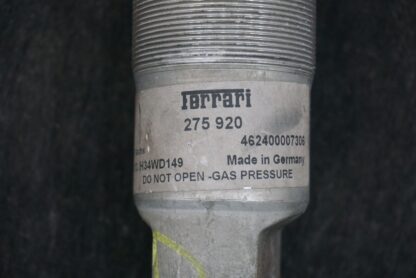 Ferrari
275 920
462400007306
H34WD149 Made in Germany
DO NOT OPEN -GAS PRESSURE